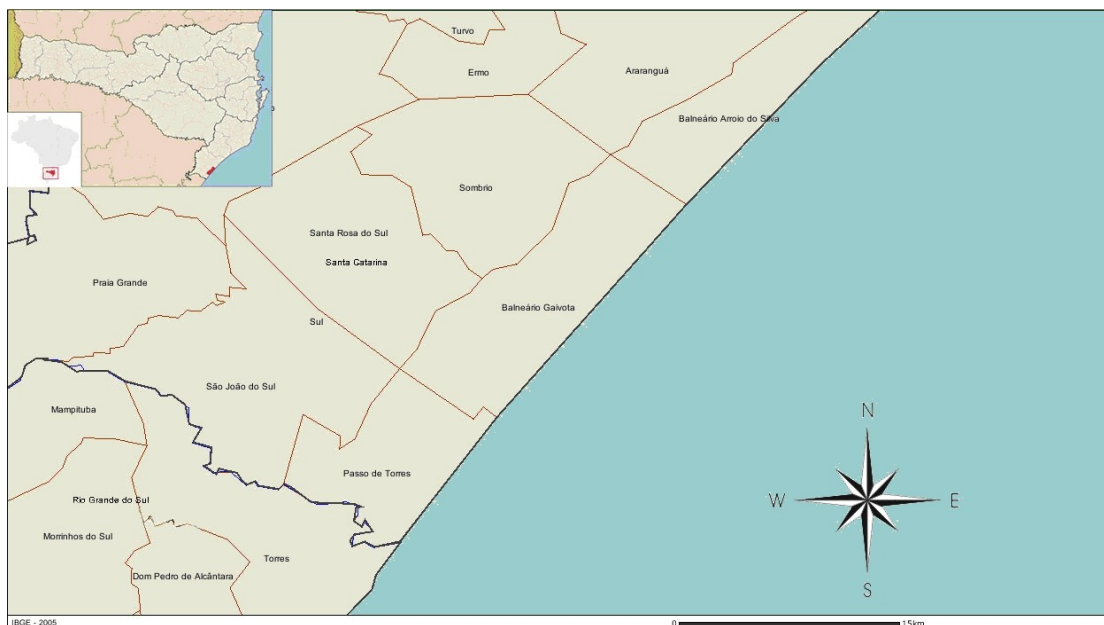 Turvo
Ermo
Araranguá
Balneário Arroio do Silva
Sombrio
Santa Rosa do Sul
Santa Catarina
Praia Grande
Balneário Gaivota
Sul
São João do Sul
Mampituba
N
Passo de Torres
W
E
Rio Grande do Sul
Morrinhos do Sul
Torres
Dom Pedro de Alcântara
S
IBGE - 2005
0
15km